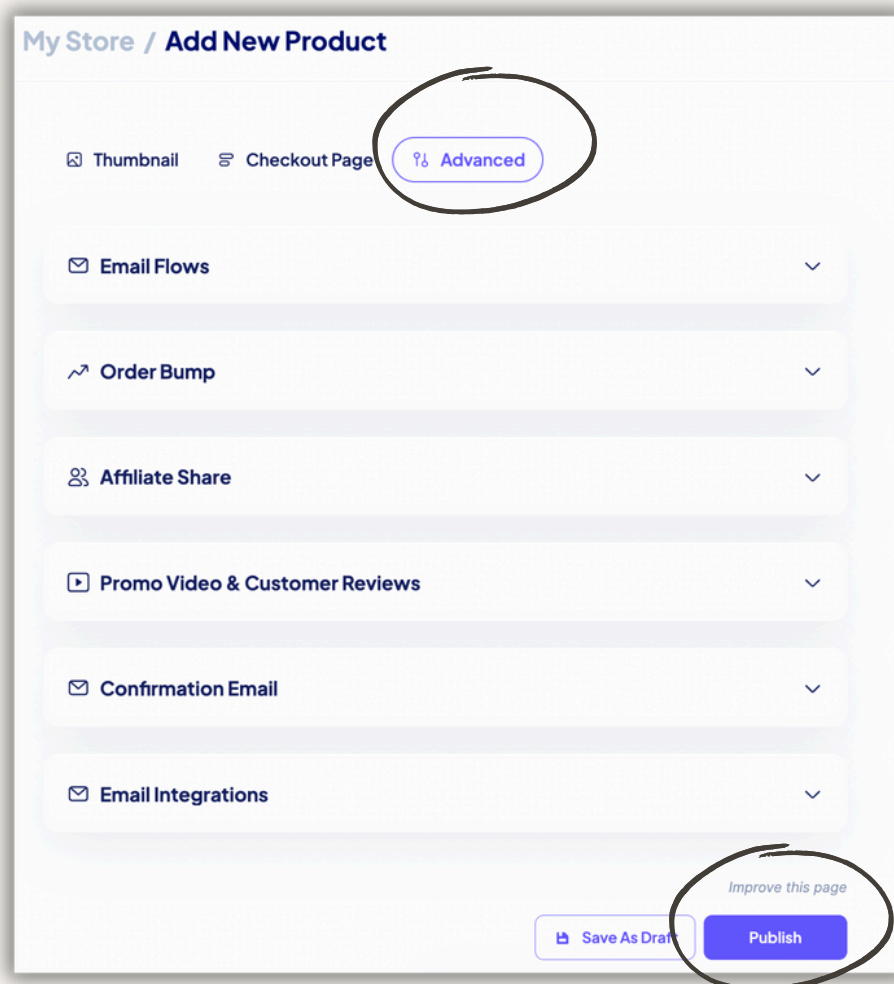 My Store / Add New Product
Thumbnail Checkout Page Advanced
Email Flows
Order Bump
Affiliate Share
Promo Video & Customer Reviews
Confirmation Email
Email Integrations
Improve this page
Save As Draft Publish